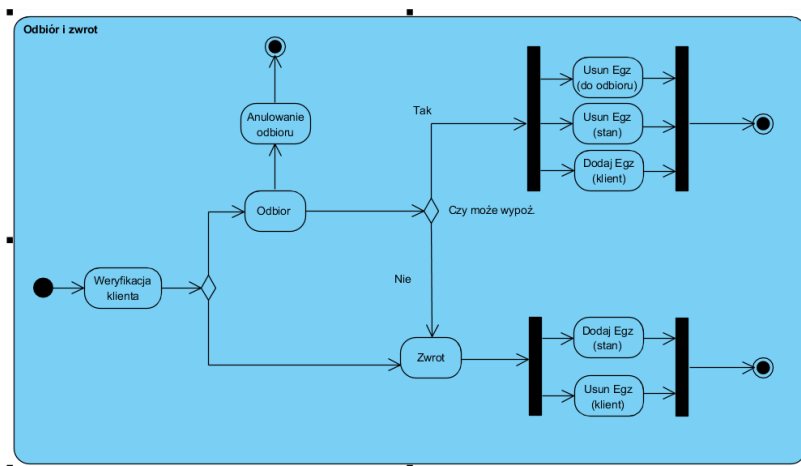 Odbiór i zwrot
Anulowanie
odbioru
Odbior
Weryfikacja
klienta
Tak
Czy może wypoż.
Nie
Zwrot
Usun Egz
(do odbioru)
Usun Egz
(stan)
Dodaj Egz
(klient)
Dodaj Egz
(stan)
Usun Egz
(klient)